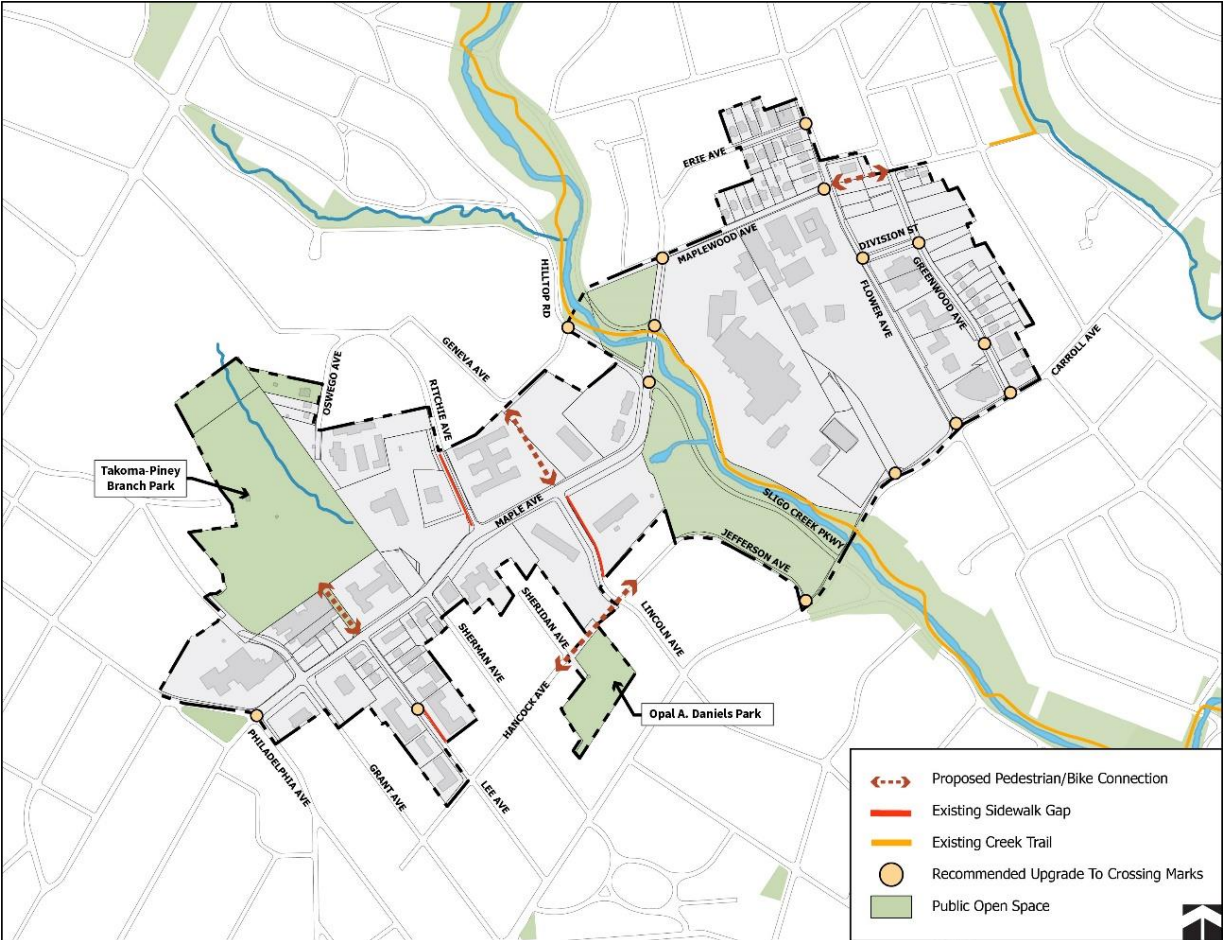 ERIE AVE
MAPLEWOOD AVE
DIVISION ST
GREENWOOD AVE
FLOWER AVE
CARROLL AVE
HILLTOP RD
GENEVA AVE
OSWEGO AVE
RITCHIE AVE
Takoma-Piney
Branch Park
MAPLE AVE
SLIGO CREEK PKWY
JEFFERSON AVE
SHERIDAN AVE
LINCOLN AVE
SHERMAN AVE
HANCOCK AVE
Opal A. Daniels Park
PHILADELPHIA AVE
GRANT AVE
LEE AVE
Proposed Pedestrian/Bike Connection
Existing Sidewalk Gap
Existing Creek Trail
Recommended Upgrade To Crossing Marks
Public Open Space